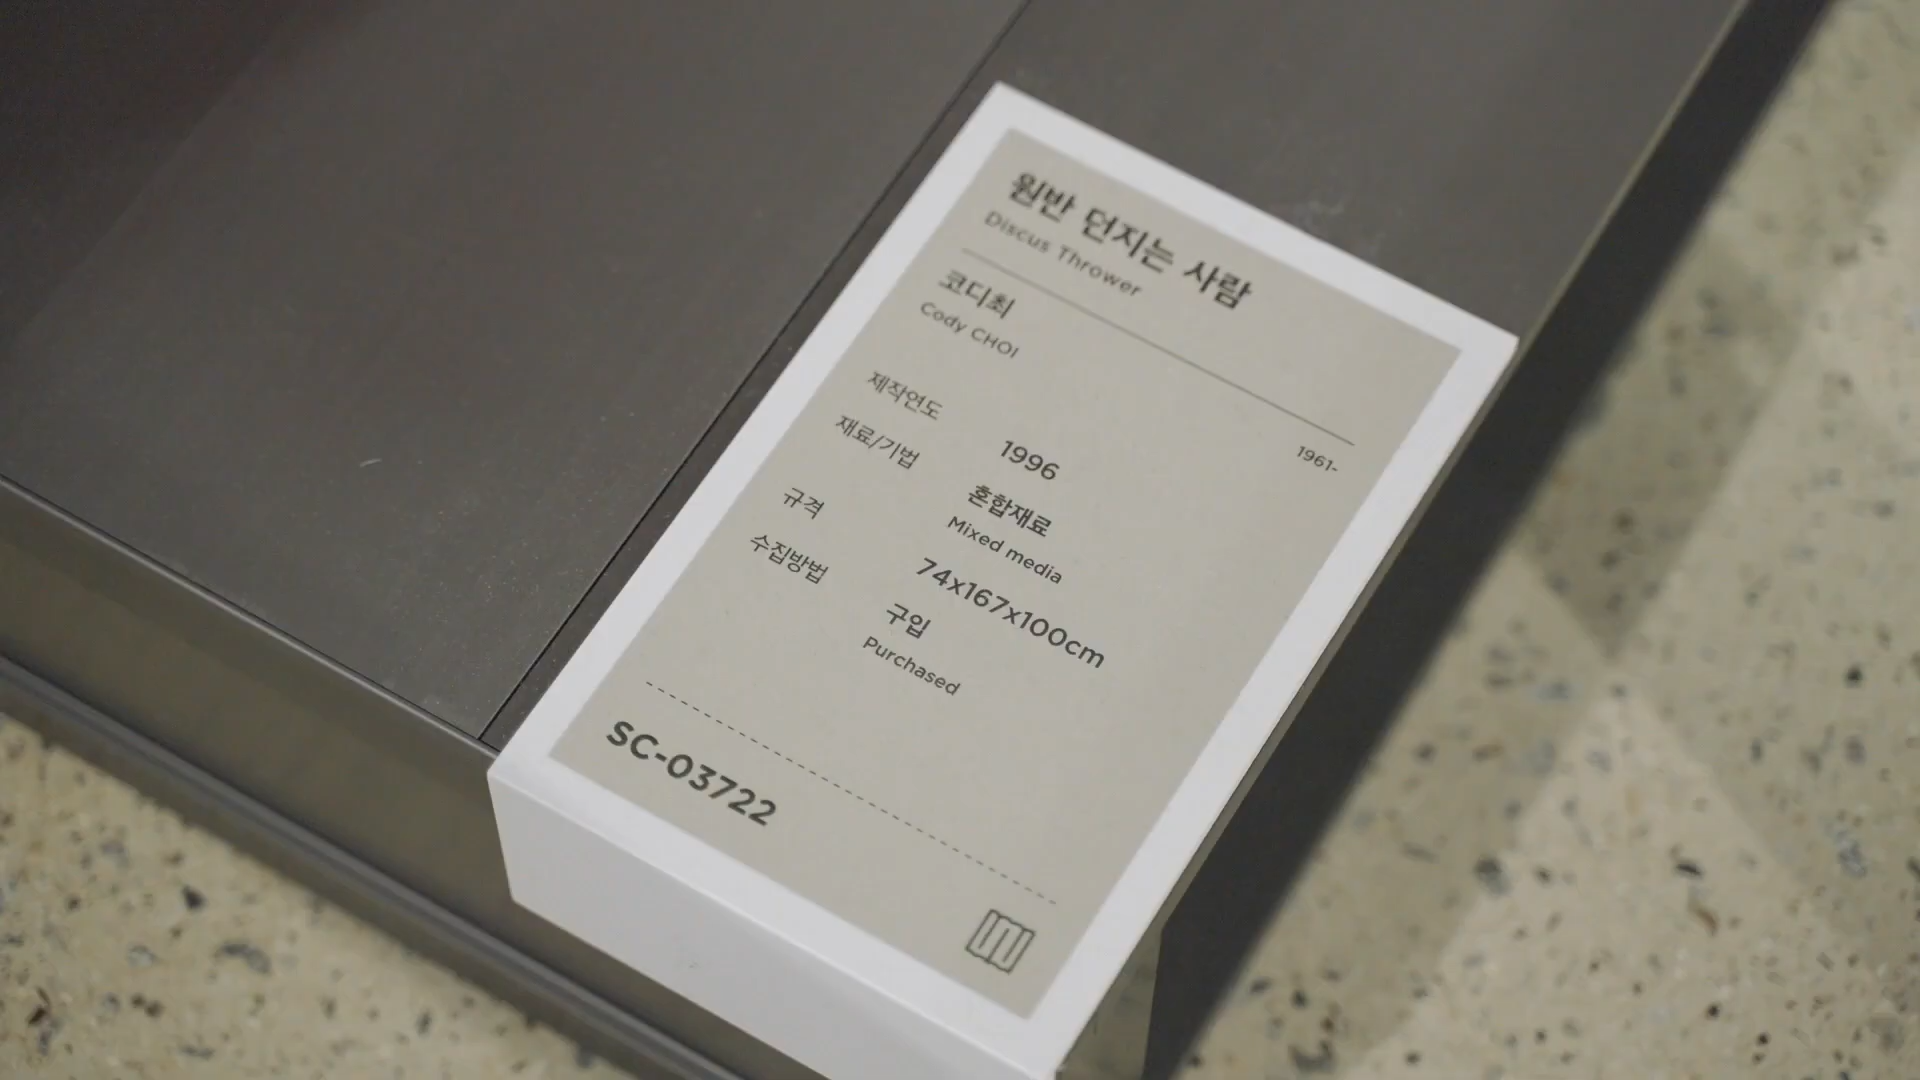 원반 던지는 사람
Discus Thrower
코디최
Cody CHOI
1961-
제작연도 1996
재료/기법 혼합재료
Mixed media
규격 74x167x100cm
수집방법 구입
Purchased
SC-03722